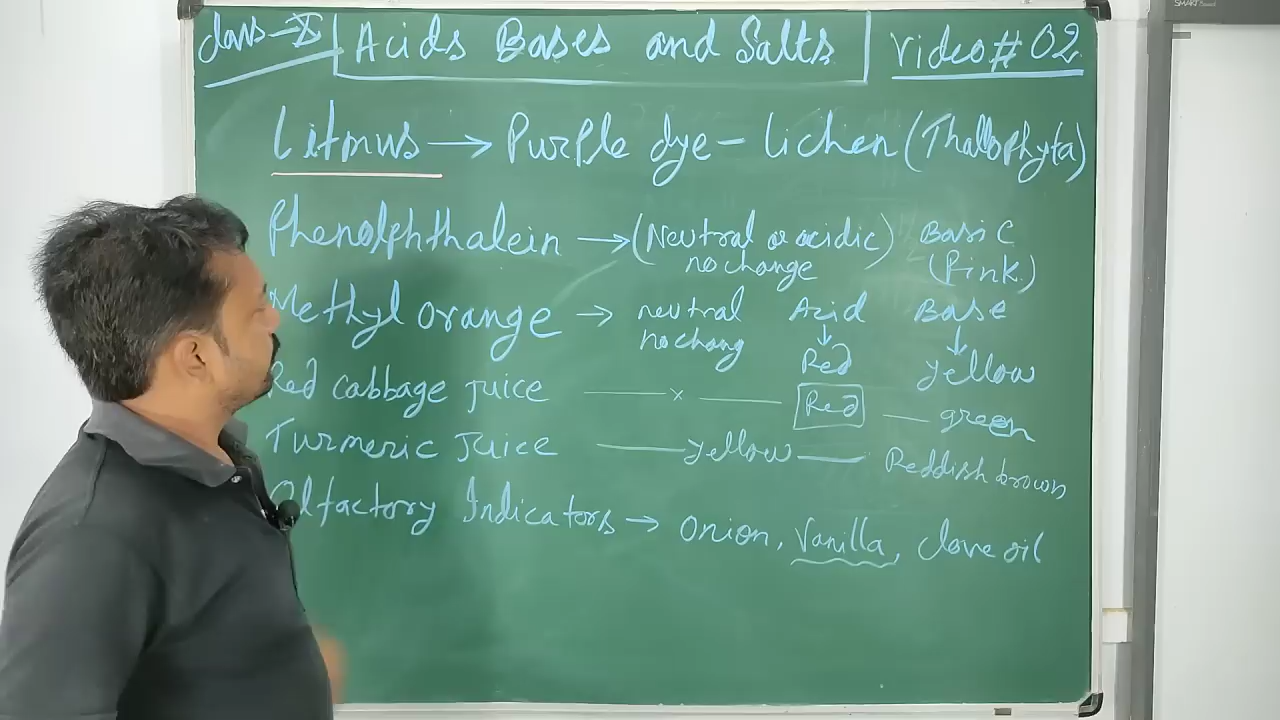 class-X Acids Bases and Salts Video# 02
Litmus → Purple dye - Lichen (Thallophyta)
Phenolphthalein → (Neutral or acidic) Basic
no change (Pink)
Methyl orange → neutral Acid Base
no chang ↓ ↓
Red yellow
Red cabbage juice —x— Red — green
Turmeric Juice — yellow — Reddish brown
Olfactory Indicators → Onion, Vanilla, clove oil
SMART Board